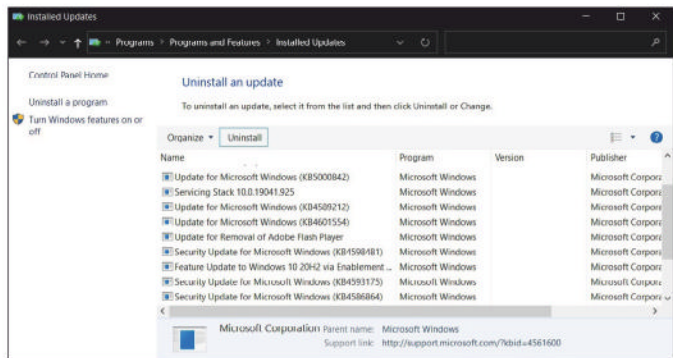 Installed Updates
Programs > Programs and Features > Installed Updates
Control Panel Home
Uninstall a program
Turn Windows features on or
off
Uninstall an update
To uninstall an update, select it from the list and then click Uninstall or Change.
Organize Uninstall
Name Program Version Publisher
Update for Microsoft Windows (KB5000842) Microsoft Windows Microsoft Corpora
Servicing Stack 10.0.19041.925 Microsoft Windows Microsoft Corpora
Update for Microsoft Windows (KB4589212) Microsoft Windows Microsoft Corpora
Update for Microsoft Windows (KB4601554) Microsoft Windows Microsoft Corpora
Update for Removal of Adobe Flash Player Microsoft Windows Microsoft Corpora
Security Update for Microsoft Windows (KB4598481) Microsoft Windows Microsoft Corpora
Feature Update to Windows 10 20H2 via Enablement ... Microsoft Windows Microsoft Corpora
Security Update for Microsoft Windows (KB4593175) Microsoft Windows Microsoft Corpora
Security Update for Microsoft Windows (KB4586864) Microsoft Windows Microsoft Corpora
Microsoft Corporation Parent name: Microsoft Windows
Support link: http://support.microsoft.com/?kbid=4561600